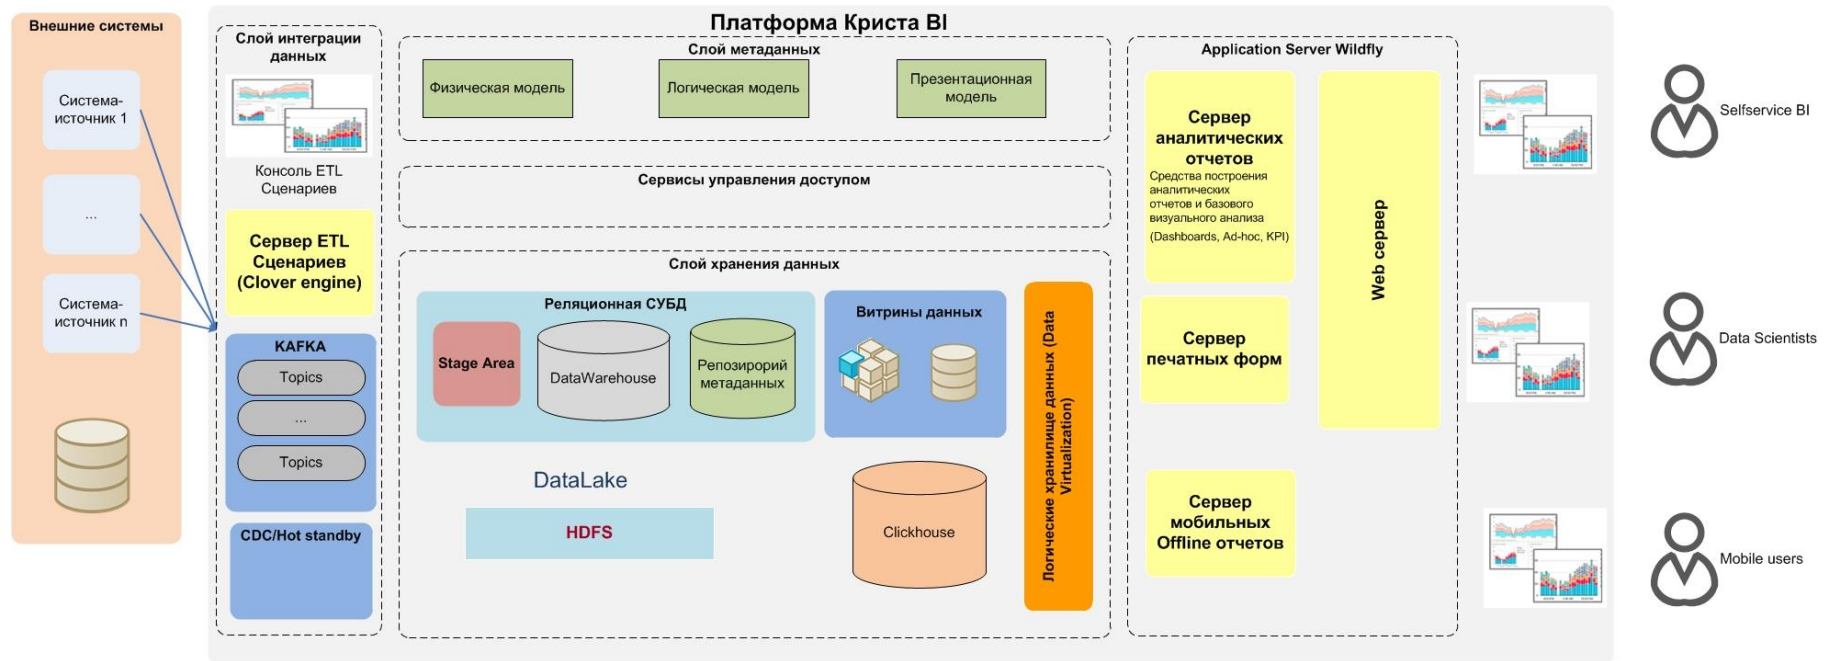 Платформа Криста BI
Внешние системы
Система-
источник 1
...
Система-
источник n
Слой интеграции
данных
Консоль ETL
Сценариев
Сервер ETL
Сценариев
(Clover engine)
KAFKA
Topics
...
Topics
CDC/Hot standby
Слой метаданных
Физическая модель
Логическая модель
Презентационная
модель
Сервисы управления доступом
Слой хранения данных
Реляционная СУБД
Stage Area
DataWarehouse
Репозирорий
метаданных
Витрины данных
DataLake
HDFS
Clickhouse
Логические хранилище данных (Data
Virtualization)
Application Server Wildfly
Сервер
аналитических
отчетов
Средства построения
аналитических
отчетов и базового
визуального анализа
(Dashboards, Ad-hoc, KPI)
Сервер
печатных форм
Сервер
мобильных
Offline отчетов
Web сервер
Selfservice BI
Data Scientists
Mobile users